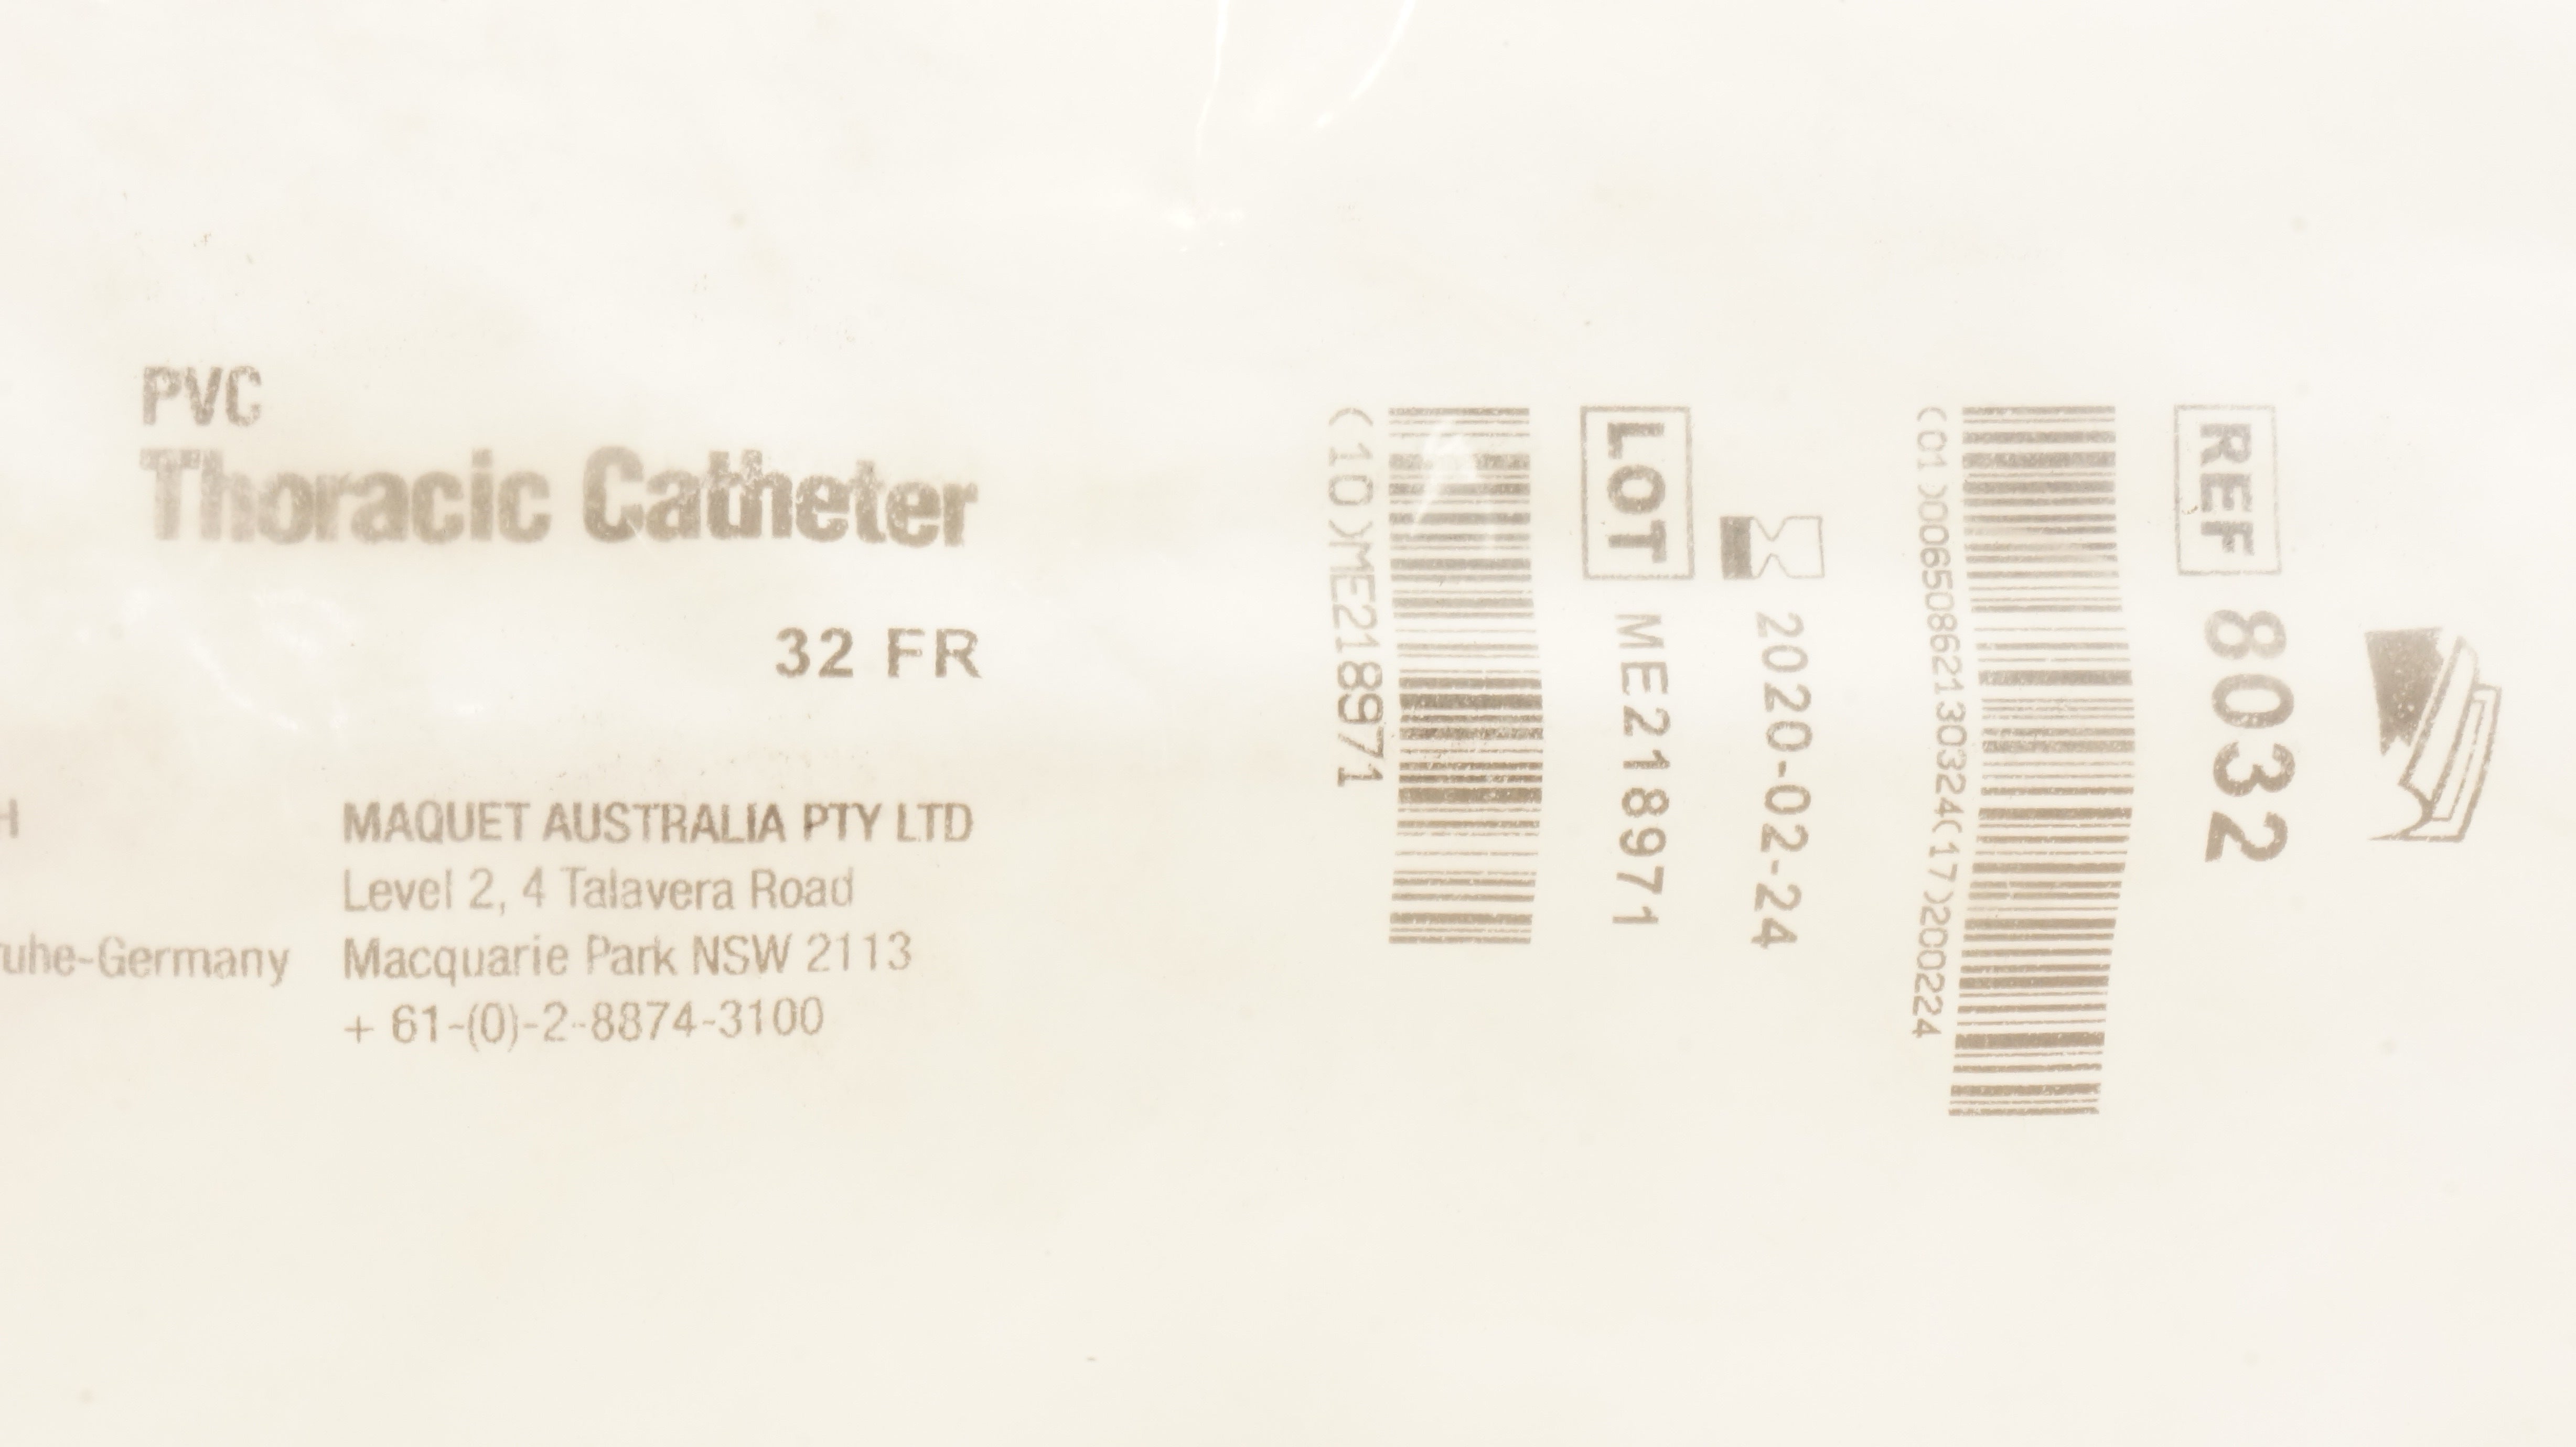 PVC
Thoracic Catheter
32 FR
H
ruhe-Germany
MAQUET AUSTRALIA PTY LTD
Level 2, 4 Talavera Road
Macquarie Park NSW 2113
+ 61-(0)-2-8874-3100
REF 8032
(01)00650862130324(17)200224
2020-02-24
LOT ME218971
(10)ME218971